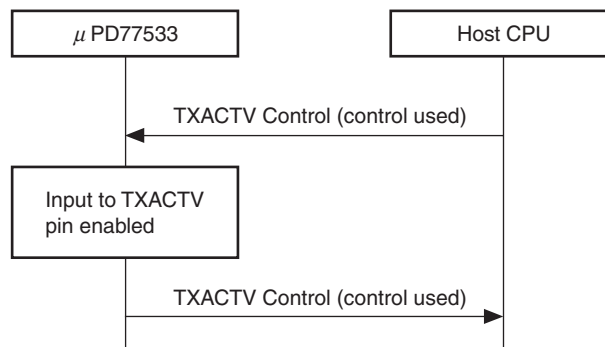 μ PD77533
Host CPU
TXACTV Control (control used)
Input to TXACTV
pin enabled
TXACTV Control (control used)